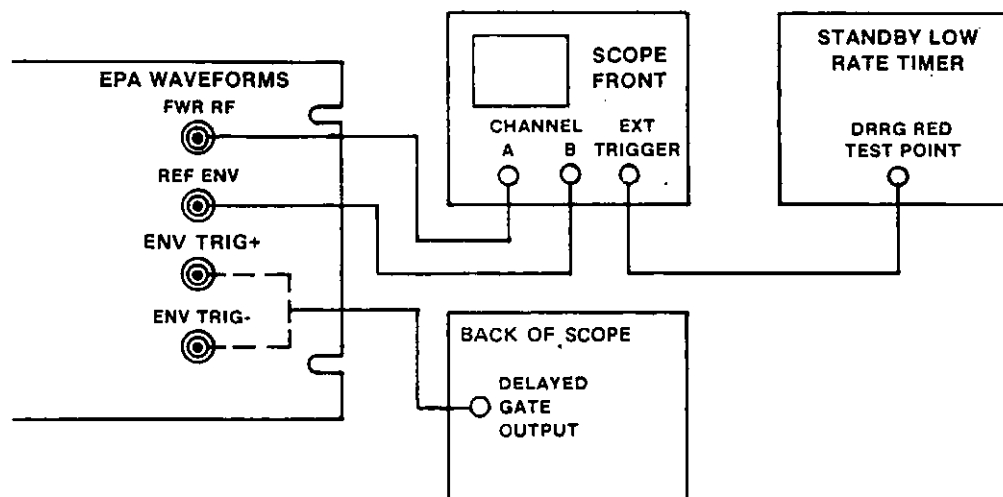 EPA WAVEFORMS
FWR RF
REF ENV
ENV TRIG+
ENV TRIG-
SCOPE
FRONT
CHANNEL
A B
EXT
TRIGGER
STANDBY LOW
RATE TIMER
DRRG RED
TEST POINT
BACK OF SCOPE
DELAYED
GATE
OUTPUT